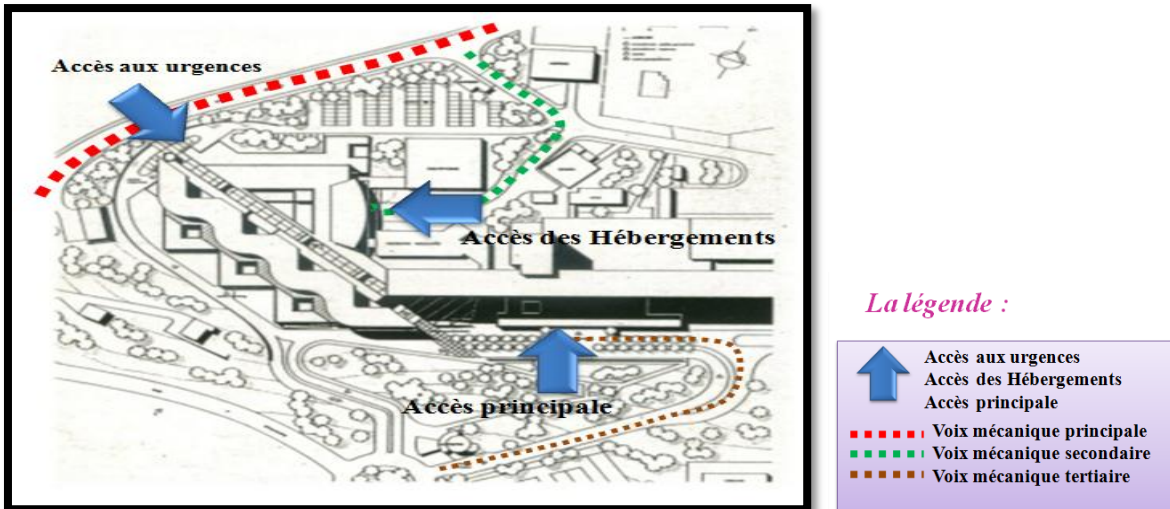 Accès aux urgences
Accès des Hébergements
Accès principale
La légende :
Accès aux urgences
Accès des Hébergements
Accès principale
Voix mécanique principale
Voix mécanique secondaire
Voix mécanique tertiaire